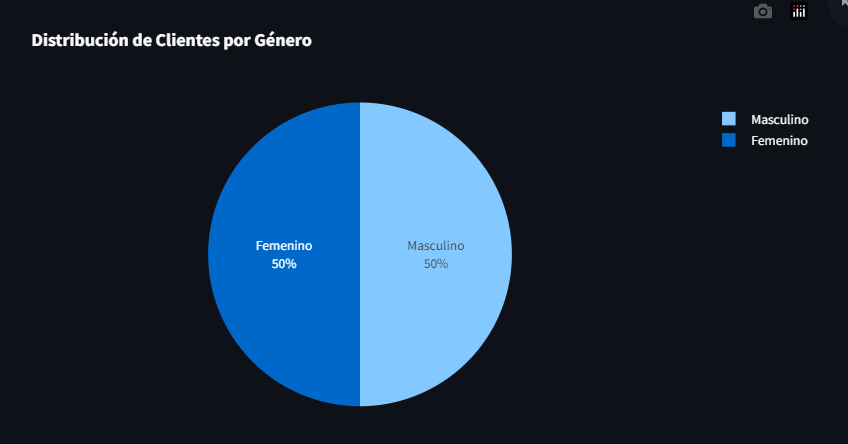 Distribución de Clientes por Género
Masculino
Femenino
Femenino
50%
Masculino
50%